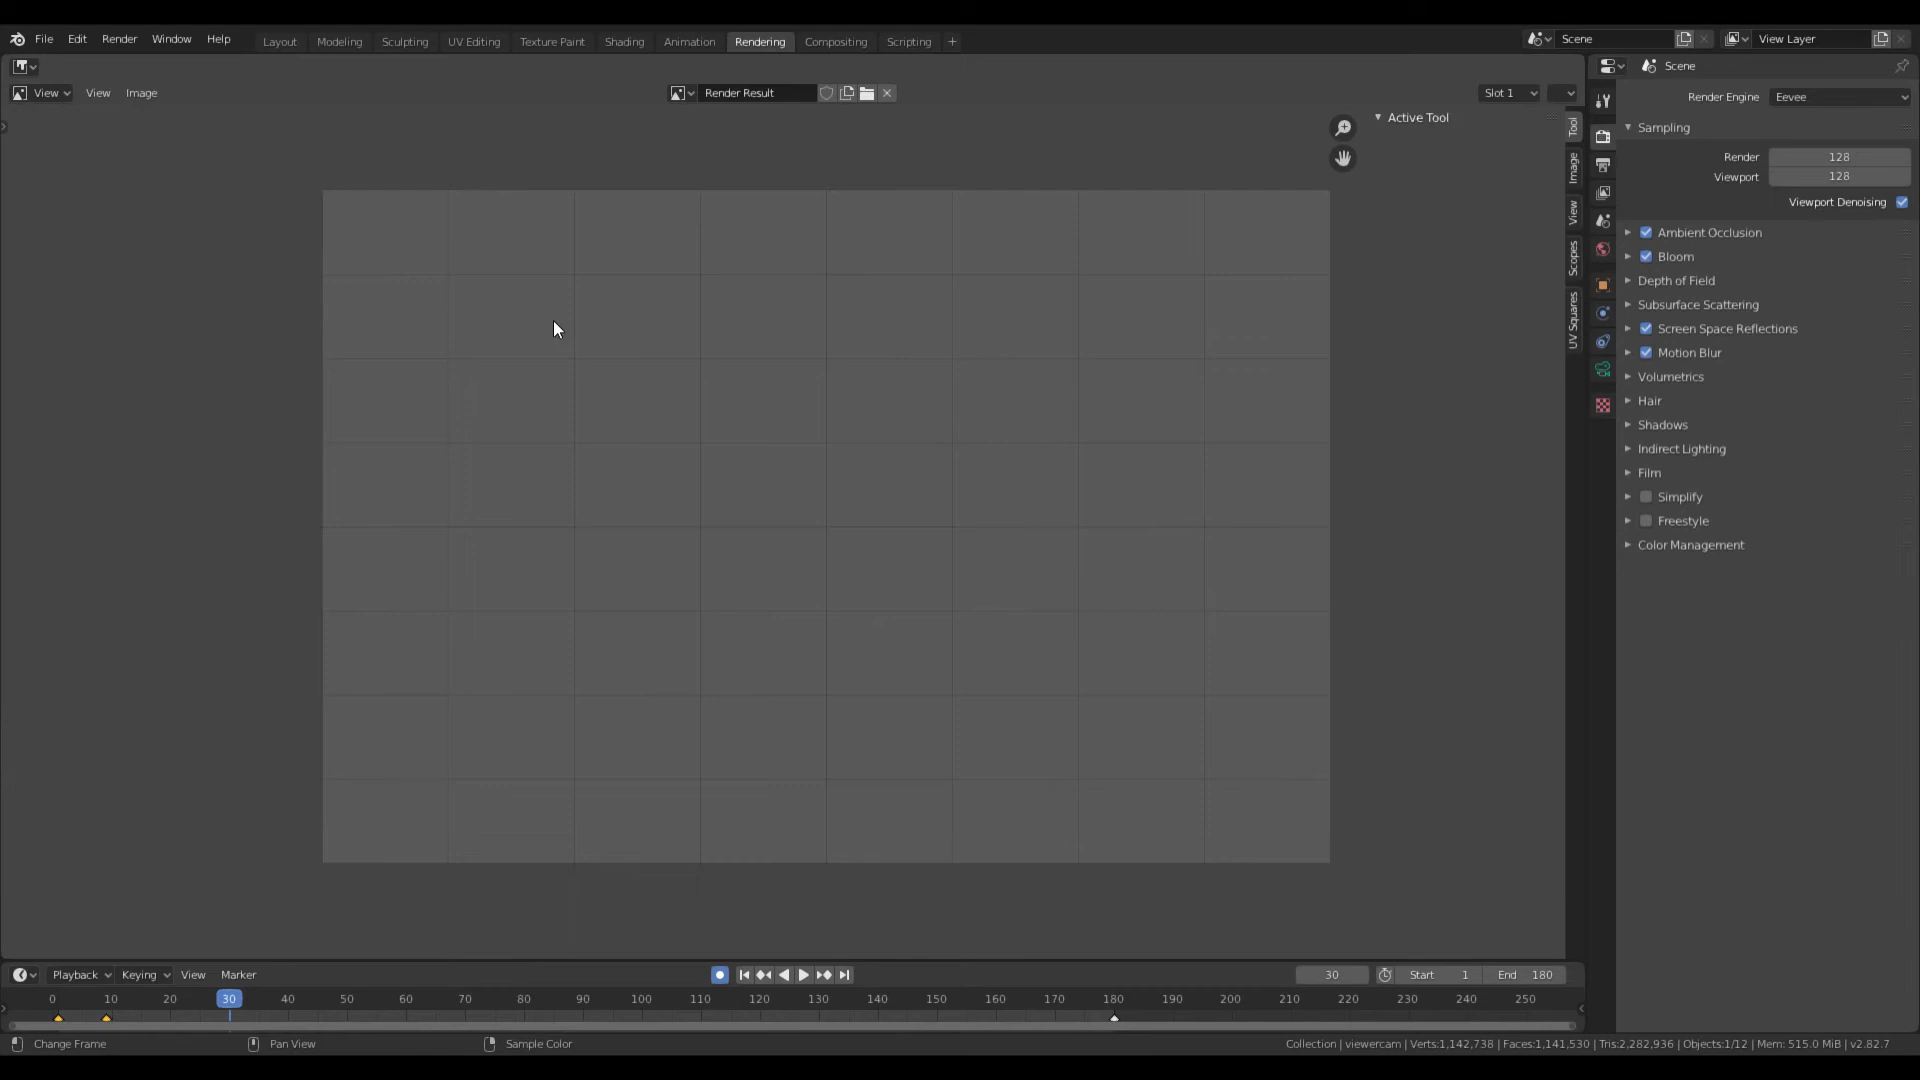 File Edit Render Window Help Layout Modeling Sculpting UV Editing Texture Paint Shading Animation Rendering Compositing Scripting + Scene View Layer
Scene
View View Image Render Result Slot 1
Render Engine Eevee
Active Tool
Sampling
Render 128
Viewport 128
Viewport Denoising
Ambient Occlusion
Bloom
Depth of Field
Subsurface Scattering
Screen Space Reflections
Motion Blur
Volumetrics
Hair
Shadows
Indirect Lighting
Film
Simplify
Freestyle
Color Management
Tool
Image
View
Scopes
UV Squares
Playback Keying View Marker 30 Start 1 End 180
0 10 20 30 40 50 60 70 80 90 100 110 120 130 140 150 160 170 180 190 200 210 220 230 240 250
Change Frame Pan View Sample Color Collection | viewercam | Verts:1,142,738 | Faces:1,141,530 | Tris:2,282,936 | Objects:1/12 | Mem: 515.0 MiB | v2.82.7